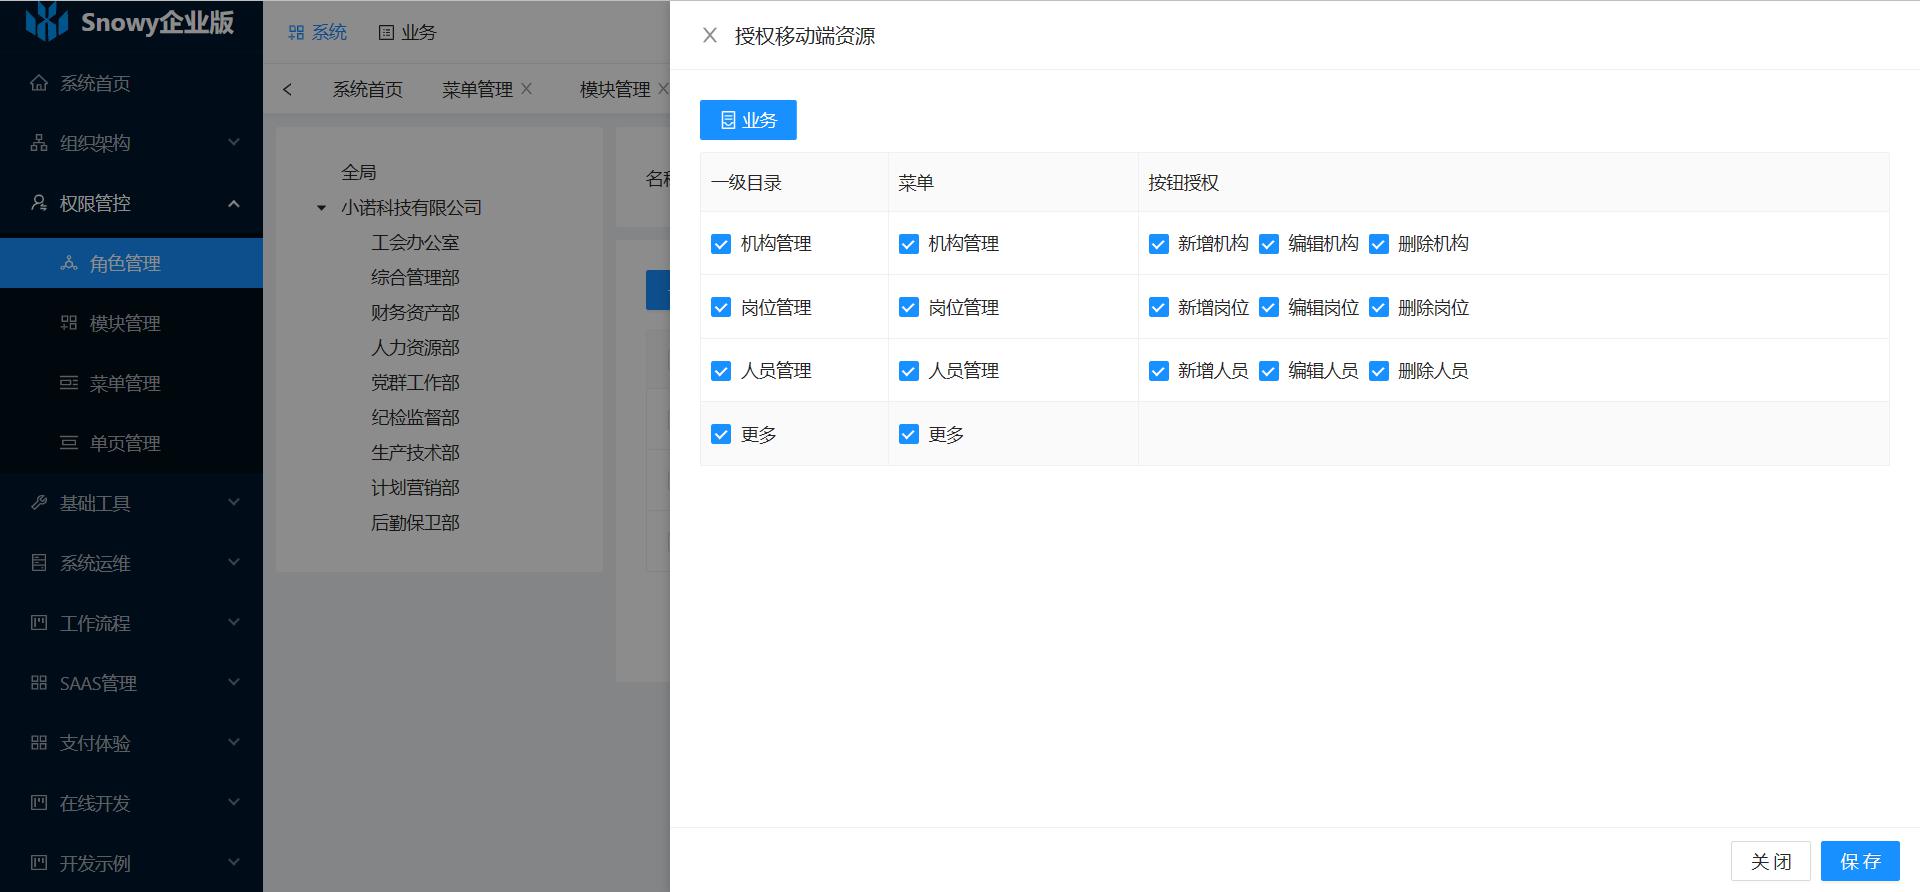 Snowy企业版
系统首页
组织架构
权限管控
角色管理
模块管理
菜单管理
单页管理
基础工具
系统运维
工作流程
SAAS管理
支付体验
在线开发
开发示例
系统 业务
系统首页 菜单管理 模块管理
全局
小诺科技有限公司
工会办公室
综合管理部
财务资产部
人力资源部
党群工作部
纪检监督部
生产技术部
计划营销部
后勤保卫部
授权移动端资源
业务
一级目录 菜单 按钮授权
机构管理 机构管理 新增机构 编辑机构 删除机构
岗位管理 岗位管理 新增岗位 编辑岗位 删除岗位
人员管理 人员管理 新增人员 编辑人员 删除人员
更多 更多
关闭 保存